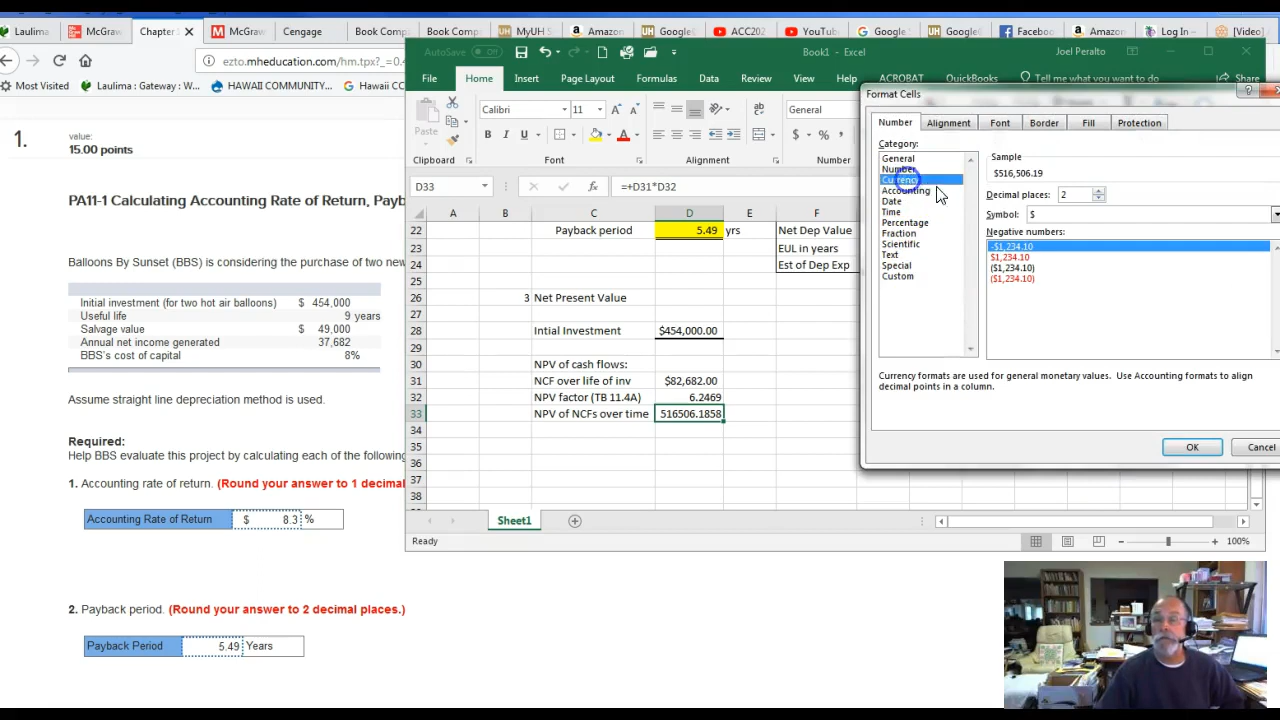 Laulima
McGraw
Chapter
McGraw
Cengage
Book Comp
Book Comp
MyUH
Amazon
Google
ACC202
YouTu
Google
Google
Faceboo
Amazon
Log In -
[Video]
ezto.mheducation.com/hm.tpx?_=0.4
Most Visited
Laulima : Gateway : W...
HAWAII COMMUNITY...
Hawaii CC
AutoSave
Off
Book1 - Excel
Joel Peralto
File
Home
Insert
Page Layout
Formulas
Data
Review
View
Help
ACROBAT
QuickBooks
Tell me what you want to do
Share
Paste
Calibri
11
General
B I U
$ % ,
Clipboard
Font
Alignment
Number
D33
fx
=+D31*D32
A B C D E F
22 Payback period 5.49 yrs Net Dep Value
23 EUL in years
24 Est of Dep Exp
25
26 3 Net Present Value
27
28 Intial Investment $454,000.00
29
30 NPV of cash flows:
31 NCF over life of inv $82,682.00
32 NPV factor (TB 11.4A) 6.2469
33 NPV of NCFs over time 516506.1858
34
35
36
37
38
Sheet1
Ready
100%
Format Cells
Number
Alignment
Font
Border
Fill
Protection
Category:
General
Number
Currency
Accounting
Date
Time
Percentage
Fraction
Scientific
Text
Special
Custom
Sample
$516,506.19
Decimal places: 2
Symbol: $
Negative numbers:
-$1,234.10
$1,234.10
($1,234.10)
($1,234.10)
Currency formats are used for general monetary values. Use Accounting formats to align
decimal points in a column.
OK
Cancel
1.
value:
15.00 points
PA11-1 Calculating Accounting Rate of Return, Payb
Balloons By Sunset (BBS) is considering the purchase of two new
Initial investment (for two hot air balloons) $ 454,000
Useful life 9 years
Salvage value $ 49,000
Annual net income generated 37,682
BBS's cost of capital 8%
Assume straight line depreciation method is used.
Required:
Help BBS evaluate this project by calculating each of the following
1. Accounting rate of return. (Round your answer to 1 decimal
Accounting Rate of Return $ 8.3 %
2. Payback period. (Round your answer to 2 decimal places.)
Payback Period 5.49 Years